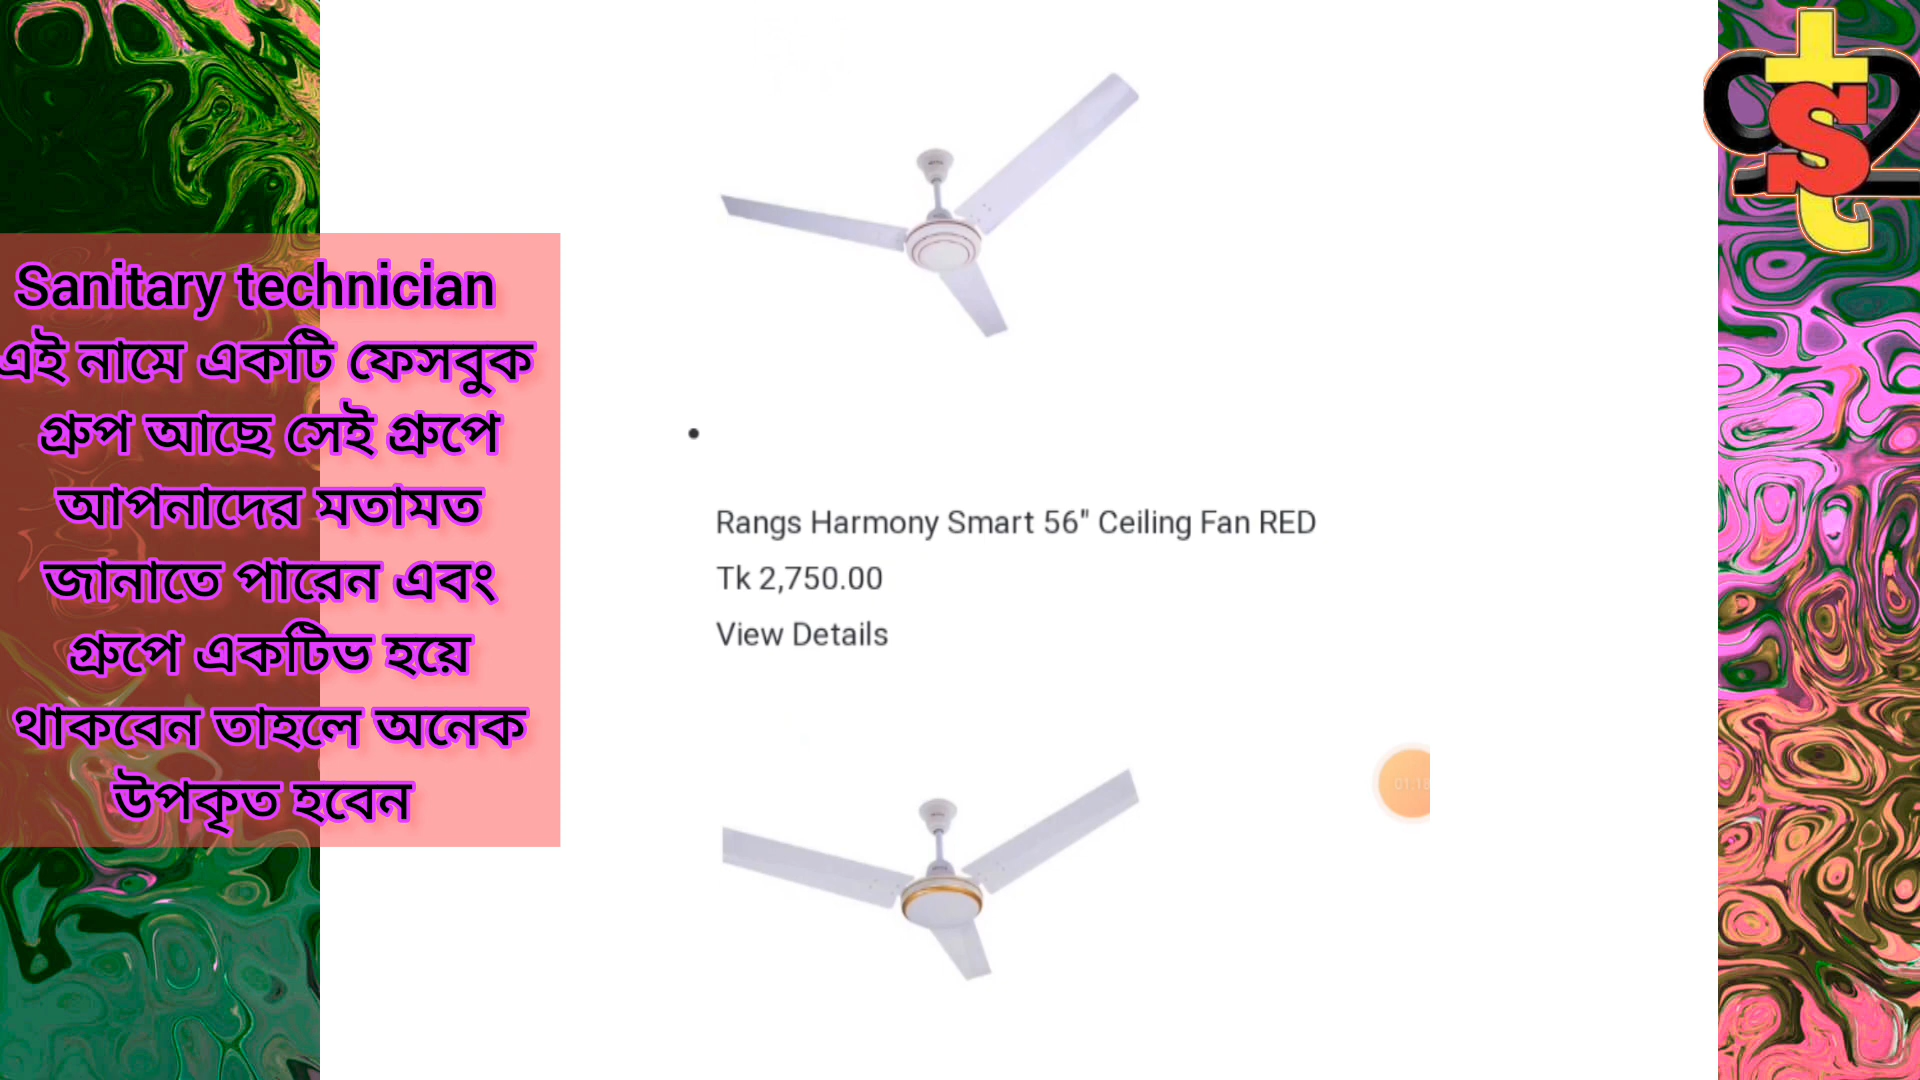 Sanitary technician
এই নামে একটি ফেসবুক
গ্রুপ আছে সেই গ্রুপে
আপনাদের মতামত
জানাতে পারেন এবং
গ্রুপে একটিভ হয়ে
থাকবেন তাহলে অনেক
উপকৃত হবেন
Rangs Harmony Smart 56" Ceiling Fan RED
Tk 2,750.00
View Details